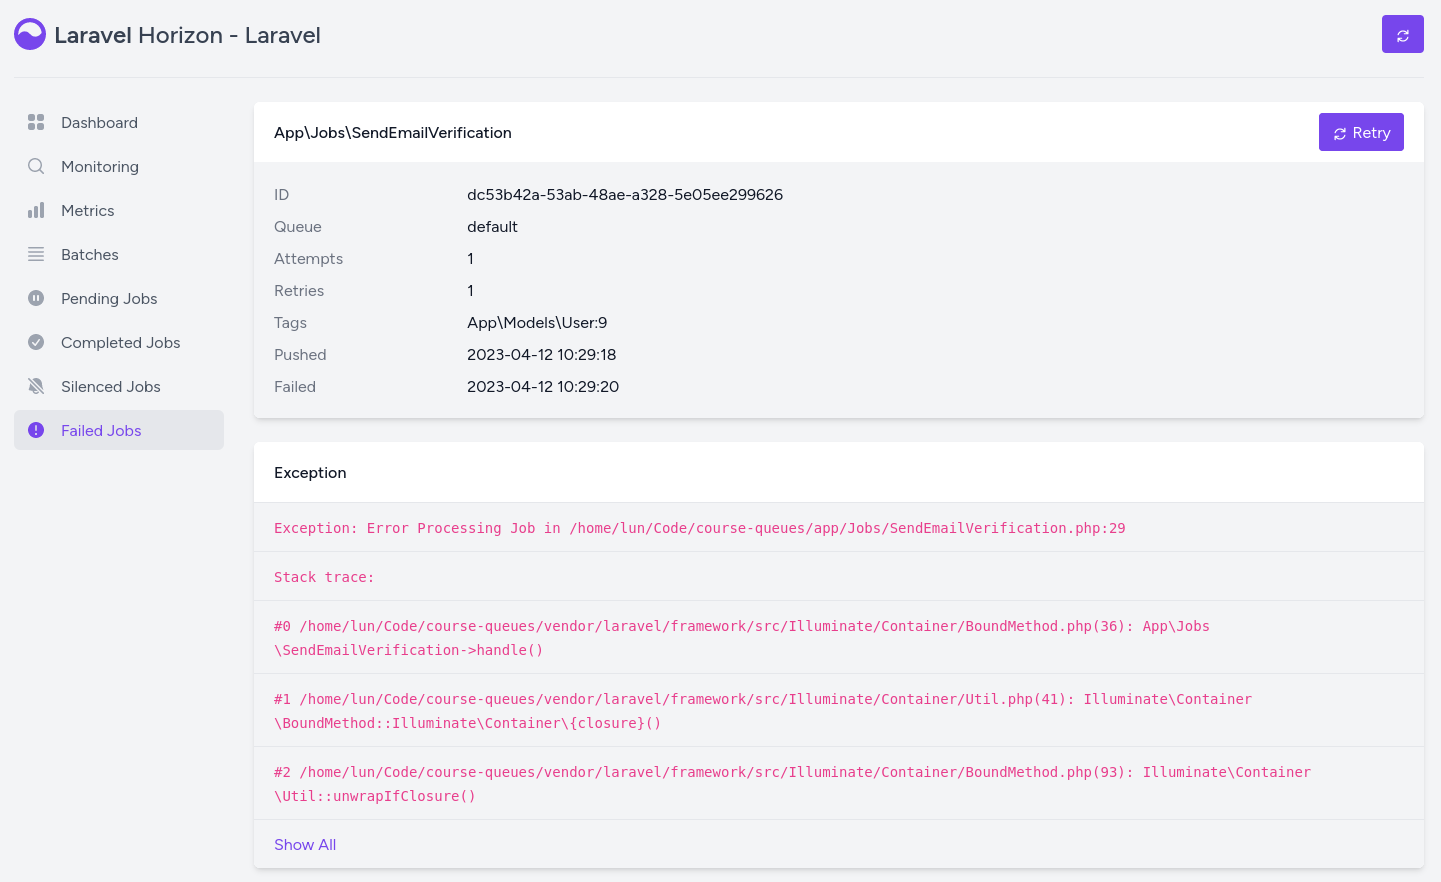 Laravel Horizon - Laravel
Dashboard
Monitoring
Metrics
Batches
Pending Jobs
Completed Jobs
Silenced Jobs
Failed Jobs
App\Jobs\SendEmailVerification
Retry
ID dc53b42a-53ab-48ae-a328-5e05ee299626
Queue default
Attempts 1
Retries 1
Tags App\Models\User:9
Pushed 2023-04-12 10:29:18
Failed 2023-04-12 10:29:20
Exception
Exception: Error Processing Job in /home/lun/Code/course-queues/app/Jobs/SendEmailVerification.php:29
Stack trace:
#0 /home/lun/Code/course-queues/vendor/laravel/framework/src/Illuminate/Container/BoundMethod.php(36): App\Jobs
\SendEmailVerification->handle()
#1 /home/lun/Code/course-queues/vendor/laravel/framework/src/Illuminate/Container/Util.php(41): Illuminate\Container
\BoundMethod::Illuminate\Container\{closure}()
#2 /home/lun/Code/course-queues/vendor/laravel/framework/src/Illuminate/Container/BoundMethod.php(93): Illuminate\Container
\Util::unwrapIfClosure()
Show All